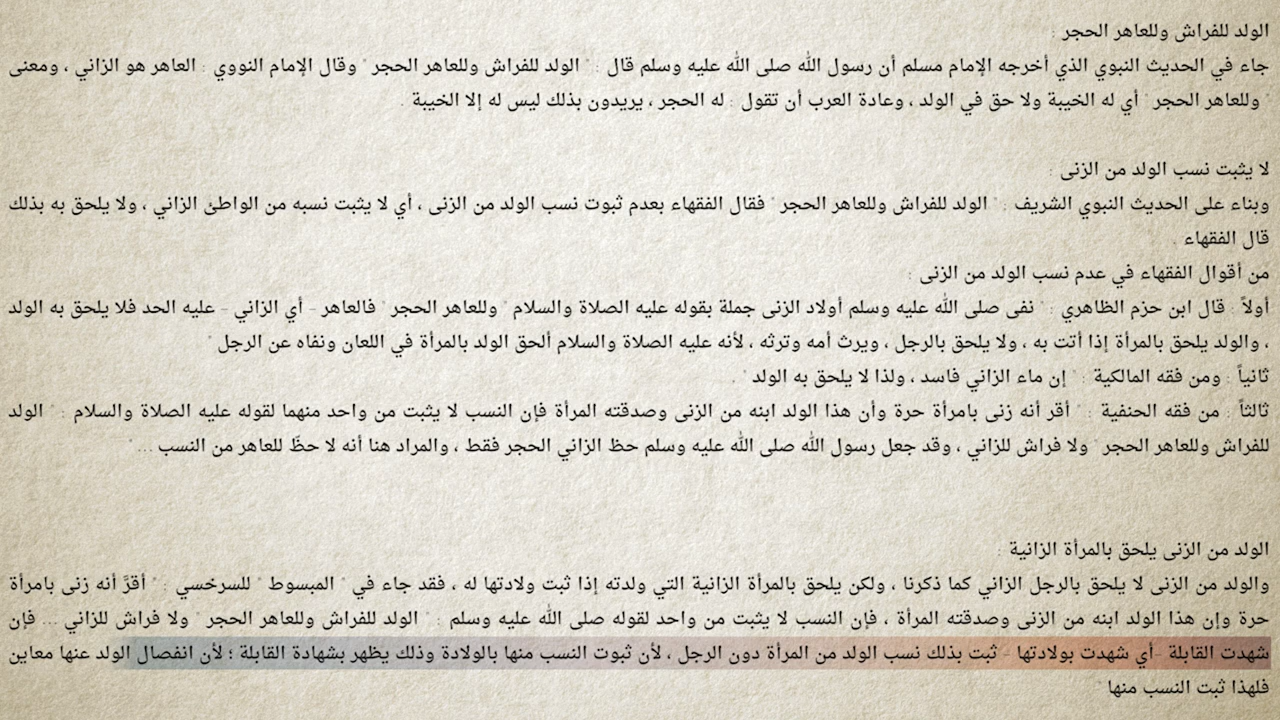 الولد للفراش وللعاهر الحجر :
جاء في الحديث النبوي الذي أخرجه الإمام مسلم أن رسول الله صلى الله عليه وسلم قال : " الولد للفراش وللعاهر الحجر " وقال الإمام النووي : العاهر هو الزاني ، ومعنى
" وللعاهر الحجر " أي له الخيبة ولا حق في الولد ، وعادة العرب أن تقول : له الحجر ، يريدون بذلك ليس له إلا الخيبة .
لا يثبت نسب الولد من الزنى :
وبناء على الحديث النبوي الشريف : " الولد للفراش وللعاهر الحجر " فقال الفقهاء بعدم ثبوت نسب الولد من الزنى ، أي لا يثبت نسبه من الواطئ الزاني ، ولا يلحق به بذلك
قال الفقهاء .
من أقوال الفقهاء في عدم نسب الولد من الزنى :
أولاً : قال ابن حزم الظاهري : " نفى صلى الله عليه وسلم أولاد الزنى جملة بقوله عليه الصلاة والسلام " وللعاهر الحجر " فالعاهر – أي الزاني – عليه الحد فلا يلحق به الولد
، والولد يلحق بالمرأة إذا أتت به ، ولا يلحق بالرجل ، ويرث أمه وترثه ، لأنه عليه الصلاة والسلام ألحق الولد بالمرأة في اللعان ونفاه عن الرجل "
ثانياً : ومن فقه المالكية : " إن ماء الزاني فاسد ، ولذا لا يلحق به الولد " .
ثالثاً : من فقه الحنفية : " أقر أنه زنى بامرأة حرة وأن هذا الولد ابنه من الزنى وصدقته المرأة فإن النسب لا يثبت من واحد منهما لقوله عليه الصلاة والسلام : " الولد
للفراش وللعاهر الحجر " ولا فراش للزاني ، وقد جعل رسول الله صلى الله عليه وسلم حظ الزاني الحجر فقط ، والمراد هنا أنه لا حظّ للعاهر من النسب ... "
الولد من الزنى يلحق بالمرأة الزانية :
والولد من الزنى لا يلحق بالرجل الزاني كما ذكرنا ، ولكن يلحق بالمرأة الزانية التي ولدته إذا ثبت ولادتها له ، فقد جاء في " المبسوط " للسرخسي : " أقرّ أنه زنى بامرأة
حرة وإن هذا الولد ابنه من الزنى وصدقته المرأة ، فإن النسب لا يثبت من واحد لقوله صلى الله عليه وسلم : " الولد للفراش وللعاهر الحجر " ولا فراش للزاني ... فإن
شهدت القابلة –أي شهدت بولادتها – ثبت بذلك نسب الولد من المرأة دون الرجل ، لأن ثبوت النسب منها بالولادة وذلك يظهر بشهادة القابلة ؛ لأن انفصال الولد عنها معاين
فلهذا ثبت النسب منها "